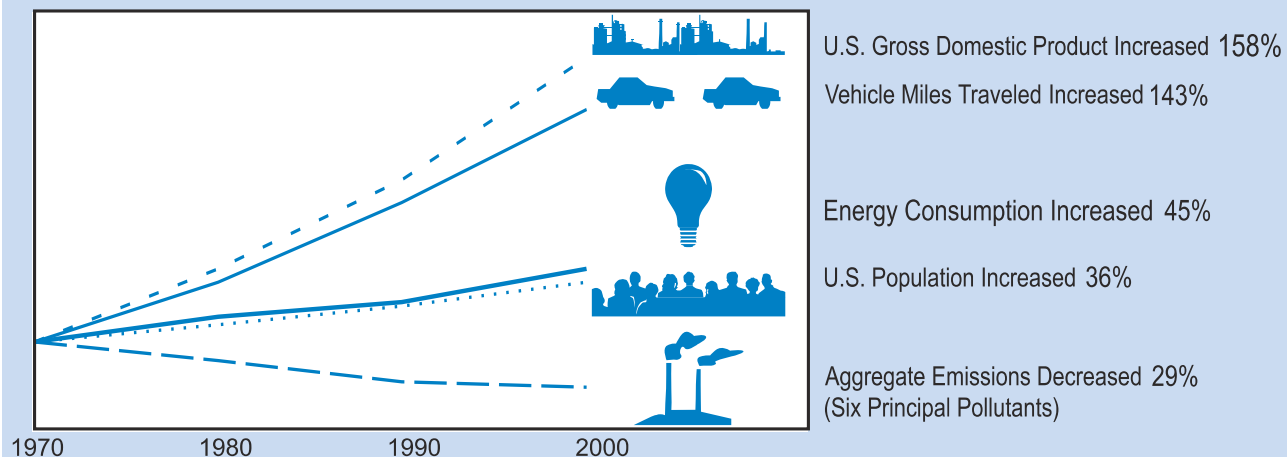 U.S. Gross Domestic Product Increased 158%
Vehicle Miles Traveled Increased 143%
Energy Consumption Increased 45%
U.S. Population Increased 36%
Aggregate Emissions Decreased 29%
(Six Principal Pollutants)
1970 1980 1990 2000